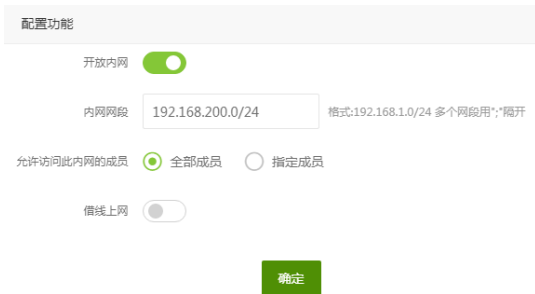 配置功能
开放内网
内网网段 192.168.200.0/24 格式:192.168.1.0/24 多个网段用";"隔开
允许访问此内网的成员 全部成员 指定成员
借线上网
确定